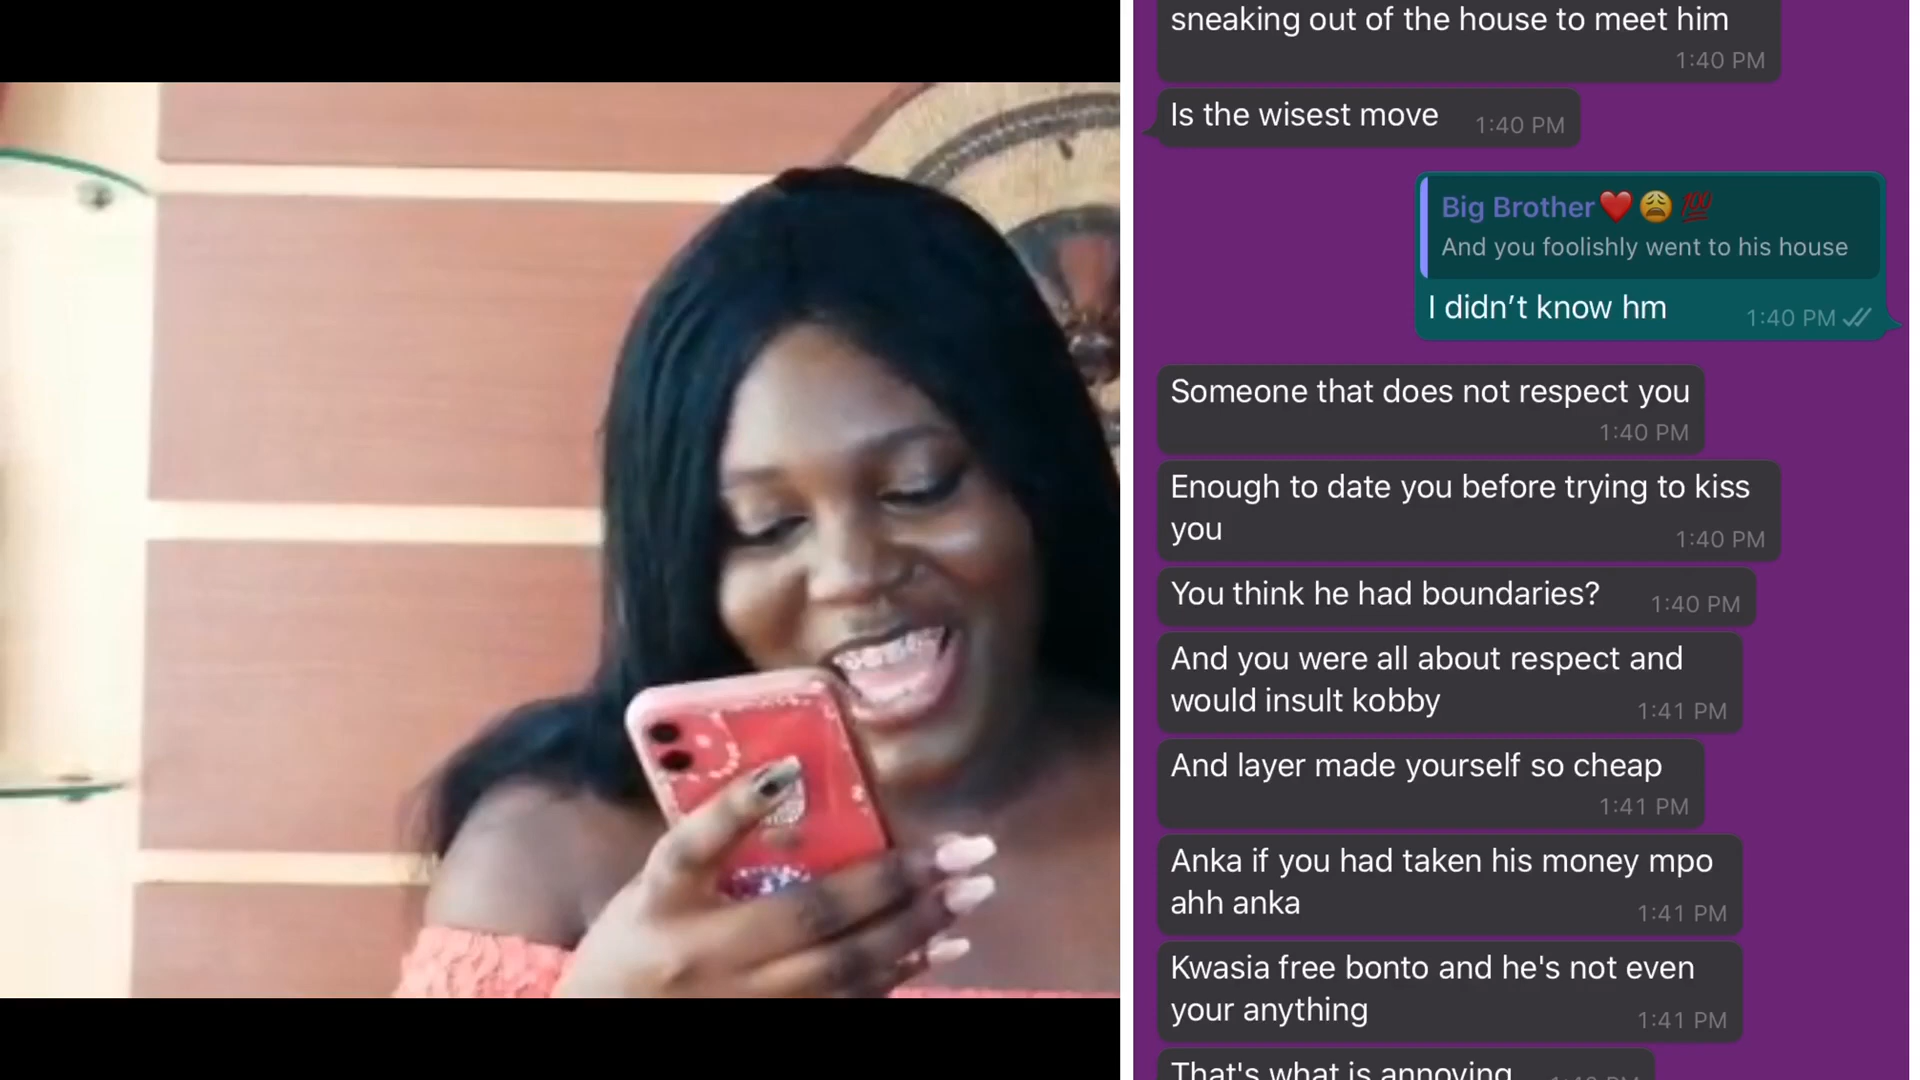 sneaking out of the house to meet him
1:40 PM
Is the wisest move 1:40 PM
Big Brother❤️😩💯
And you foolishly went to his house
I didn’t know hm 1:40 PM
Someone that does not respect you
1:40 PM
Enough to date you before trying to kiss
you 1:40 PM
You think he had boundaries? 1:40 PM
And you were all about respect and
would insult kobby 1:41 PM
And layer made yourself so cheap
1:41 PM
Anka if you had taken his money mpo
ahh anka 1:41 PM
Kwasia free bonto and he's not even
your anything 1:41 PM
That's what is annoying